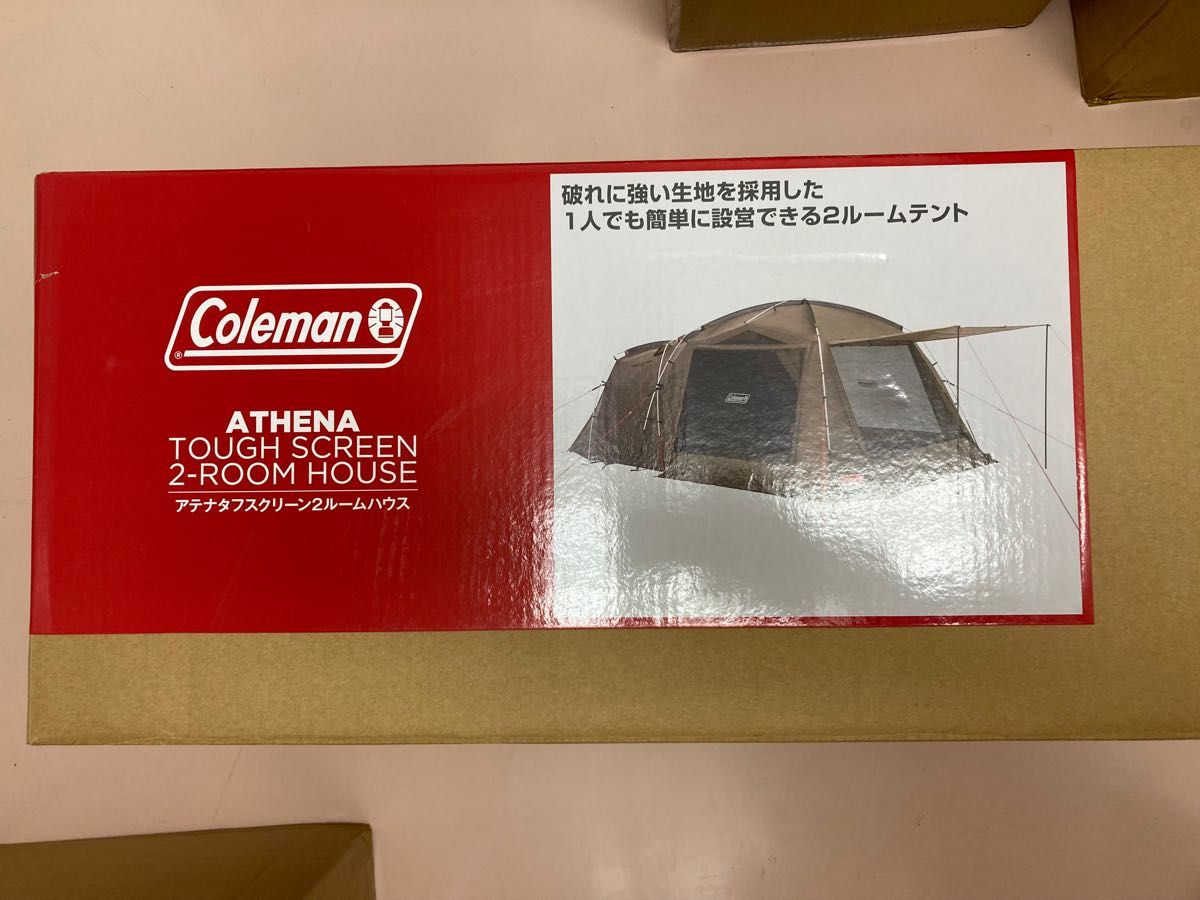 Coleman
®
ATHENA
TOUGH SCREEN
2-ROOM HOUSE
アテナタフスクリーン2ルームハウス
破れに強い生地を採用した
1人でも簡単に設営できる2ルームテント
Coleman